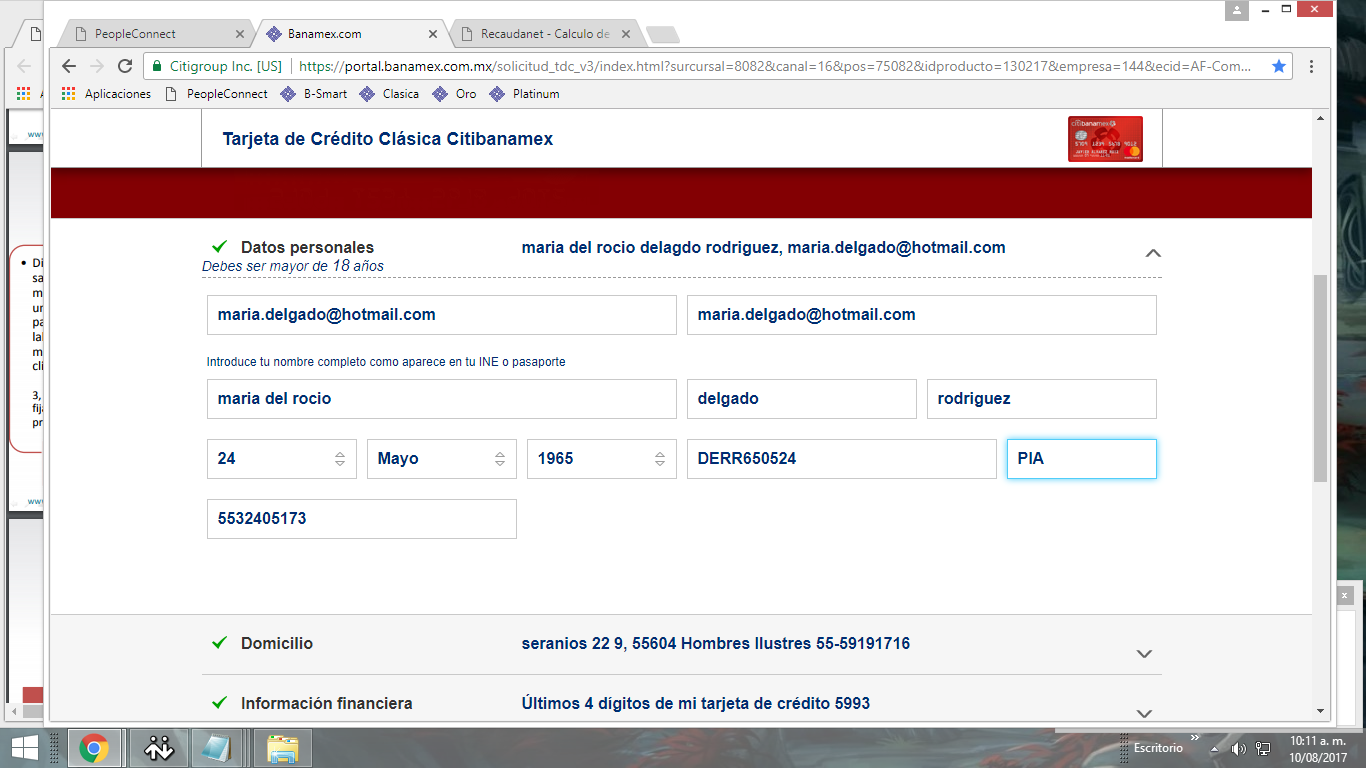 PeopleConnect
Banamex.com
Recaudanet - Calculo de
Citigroup Inc. [US]
https://portal.banamex.com.mx/solicitud_tdc_v3/index.html?surcursal=8082&canal=16&pos=75082&idproducto=130217&empresa=144&ecid=AF-Com...
Aplicaciones
PeopleConnect
B-Smart
Clasica
Oro
Platinum
Tarjeta de Crédito Clásica Citibanamex
citibanamex
Datos personales
maria del rocio delagdo rodriguez, maria.delgado@hotmail.com
Debes ser mayor de 18 años
maria.delgado@hotmail.com
maria.delgado@hotmail.com
Introduce tu nombre completo como aparece en tu INE o pasaporte
maria del rocio
delgado
rodriguez
24
Mayo
1965
DERR650524
PIA
5532405173
Domicilio
seranios 22 9, 55604 Hombres Ilustres 55-59191716
Información financiera
Últimos 4 dígitos de mi tarjeta de crédito 5993
Escritorio
10:11 a. m.
10/08/2017